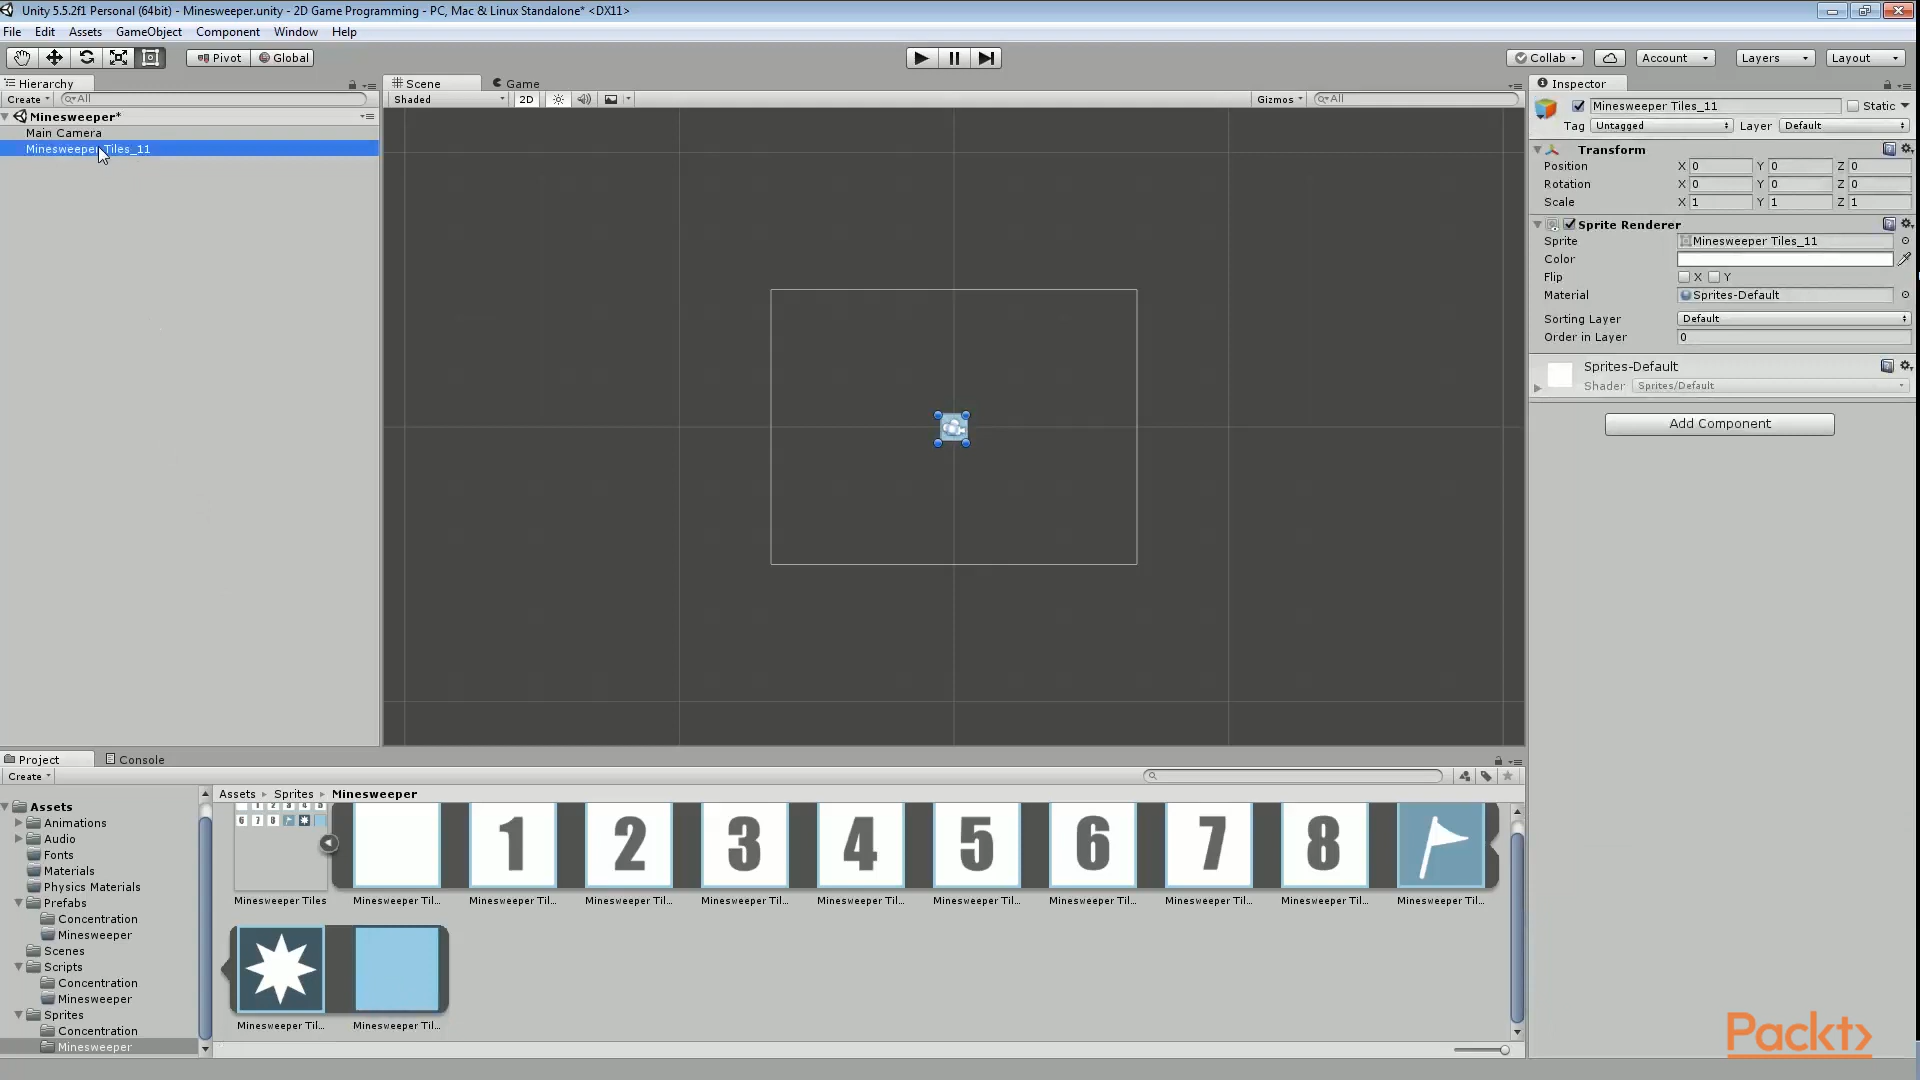 Unity 5.5.2f1 Personal (64bit) - Minesweeper.unity - 2D Game Programming - PC, Mac & Linux Standalone* <DX11>
File Edit Assets GameObject Component Window Help
Pivot Global Collab Account Layers Layout
Hierarchy
Create All
Minesweeper*
Main Camera
Minesweeper Tiles_11
Scene Game
Shaded 2D Gizmos All
Inspector
Minesweeper Tiles_11 Static
Tag Untagged Layer Default
Transform
Position X 0 Y 0 Z 0
Rotation X 0 Y 0 Z 0
Scale X 1 Y 1 Z 1
Sprite Renderer
Sprite Minesweeper Tiles_11
Color
Flip X Y
Material Sprites-Default
Sorting Layer Default
Order in Layer 0
Sprites-Default
Shader Sprites/Default
Add Component
Project Console
Create
Assets
Animations
Audio
Fonts
Materials
Physics Materials
Prefabs
Concentration
Minesweeper
Scenes
Scripts
Concentration
Minesweeper
Sprites
Concentration
Minesweeper
Assets Sprites Minesweeper
6 7 8
1 2 3 4 5 6 7 8
Minesweeper Tiles Minesweeper Til... Minesweeper Til... Minesweeper Til... Minesweeper Til... Minesweeper Til... Minesweeper Til... Minesweeper Til... Minesweeper Til... Minesweeper Til... Minesweeper Til...
Minesweeper Til... Minesweeper Til...
Packt>